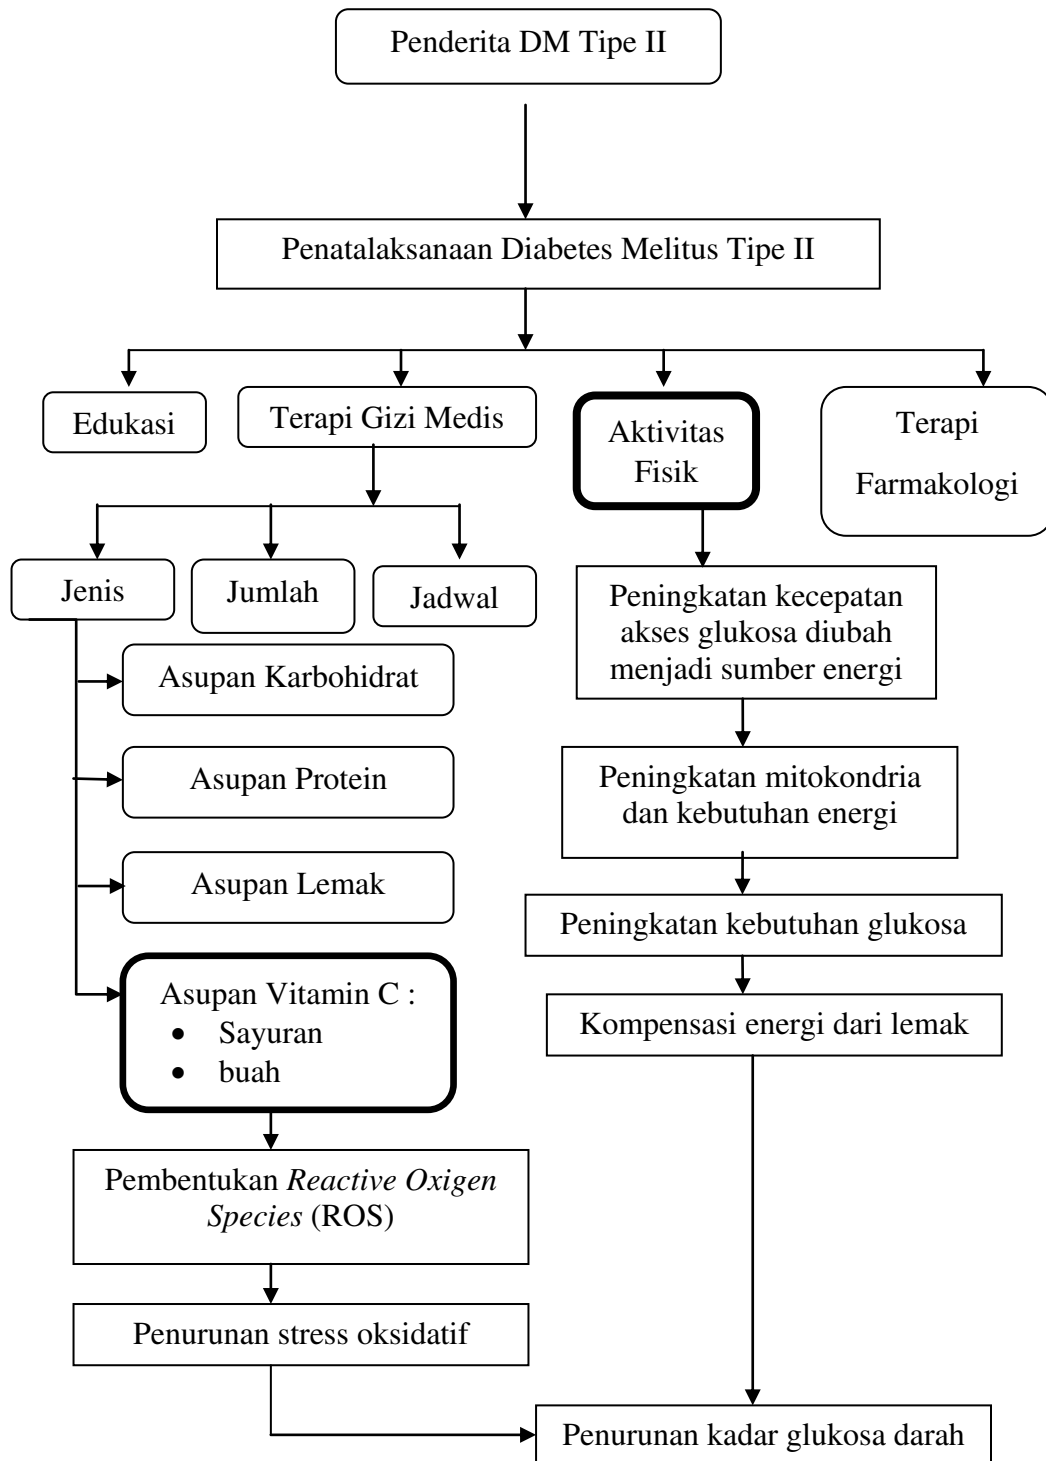 Penderita DM Tipe II
Penatalaksanaan Diabetes Melitus Tipe II
Edukasi
Terapi Gizi Medis
Aktivitas
Fisik
Terapi
Farmakologi
Jenis
Jumlah
Jadwal
Asupan Karbohidrat
Asupan Protein
Asupan Lemak
Asupan Vitamin C :
• Sayuran
• buah
Pembentukan Reactive Oxigen
Species (ROS)
Penurunan stress oksidatif
Peningkatan kecepatan
akses glukosa diubah
menjadi sumber energi
Peningkatan mitokondria
dan kebutuhan energi
Peningkatan kebutuhan glukosa
Kompensasi energi dari lemak
Penurunan kadar glukosa darah